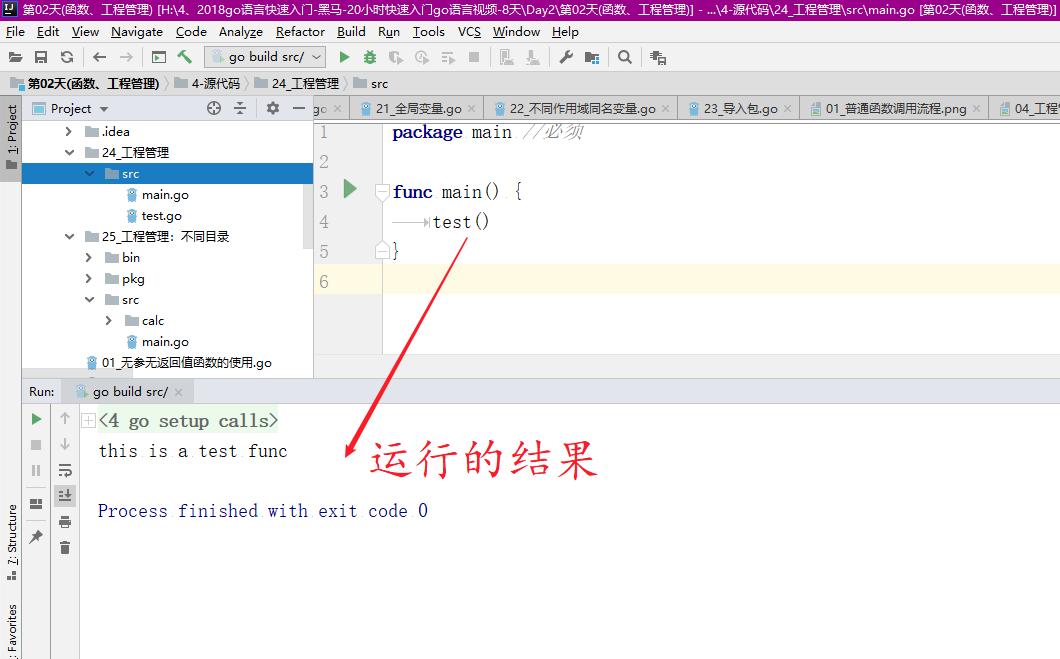 第02天(函数、工程管理) [H:\4、2018go语言快速入门-黑马-20小时快速入门go语言视频-8天\Day2\第02天(函数、工程管理)] - ...\4-源代码\24_工程管理\src\main.go [第02天(函数、工程管理)]
File Edit View Navigate Code Analyze Refactor Build Run Tools VCS Window Help
go build src/
第02天(函数、工程管理) 4-源代码 24_工程管理 src
1: Project
Project
go 21_全局变量.go 22_不同作用域同名变量.go 23_导入包.go 01_普通函数调用流程.png 04_工程
.idea
24_工程管理
src
main.go
test.go
25_工程管理：不同目录
bin
pkg
src
calc
main.go
01_无参无返回值函数的使用.go
1 package main //必须
2
3 func main() {
4 test()
5 }
6
Run: go build src/
<4 go setup calls>
this is a test func
运行的结果
Process finished with exit code 0
7: Structure
: Favorites